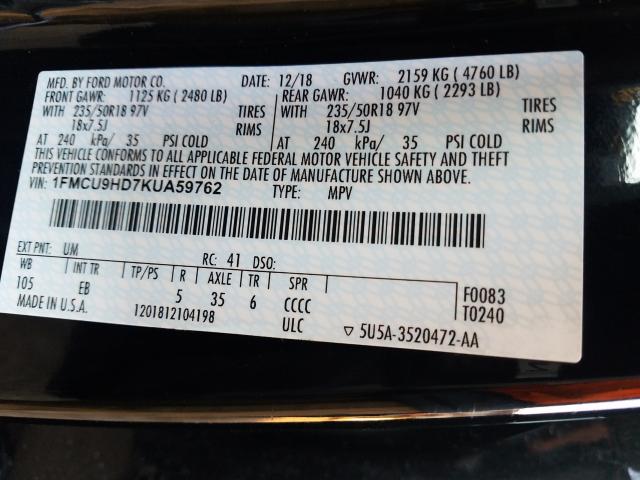 MFD. BY FORD MOTOR CO. DATE: 12/18 GVWR: 2159 KG ( 4760 LB)
FRONT GAWR: 1125 KG ( 2480 LB) REAR GAWR: 1040 KG ( 2293 LB)
WITH 235/50R18 97V TIRES WITH 235/50R18 97V TIRES
18x7.5J RIMS 18x7.5J RIMS
AT 240 kPa/ 35 PSI COLD AT 240 kPa/ 35 PSI COLD
THIS VEHICLE CONFORMS TO ALL APPLICABLE FEDERAL MOTOR VEHICLE SAFETY AND THEFT
PREVENTION STANDARDS IN EFFECT ON THE DATE OF MANUFACTURE SHOWN ABOVE.
VIN: 1FMCU9HD7KUA59762 TYPE: MPV
EXT PNT: UM RC: 41 DSO:
WB INT TR TP/PS R AXLE TR SPR
105 EB 5 35 6 CCCC F0083
MADE IN U.S.A. 1201812104198 ULC T0240
▽ 5U5A-3520472-AA